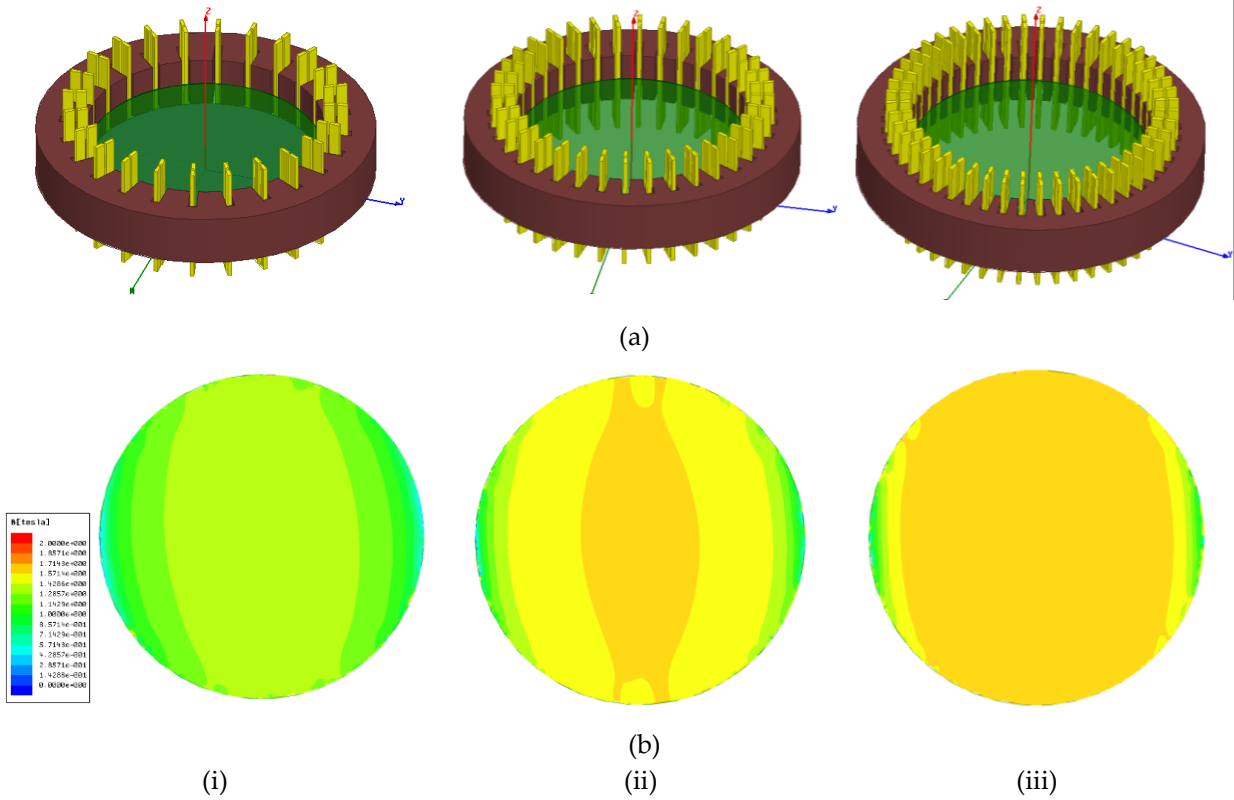 Z
Z
Z
Y
Y
Y
(a)
B[tesla]
2.0000e+000
1.8571e+000
1.7143e+000
1.5714e+000
1.4286e+000
1.2857e+000
1.1429e+000
1.0000e+000
8.5714e-001
7.1429e-001
5.7143e-001
4.2857e-001
2.8571e-001
1.4286e-001
0.0000e+000
(b)
(i)
(ii)
(iii)